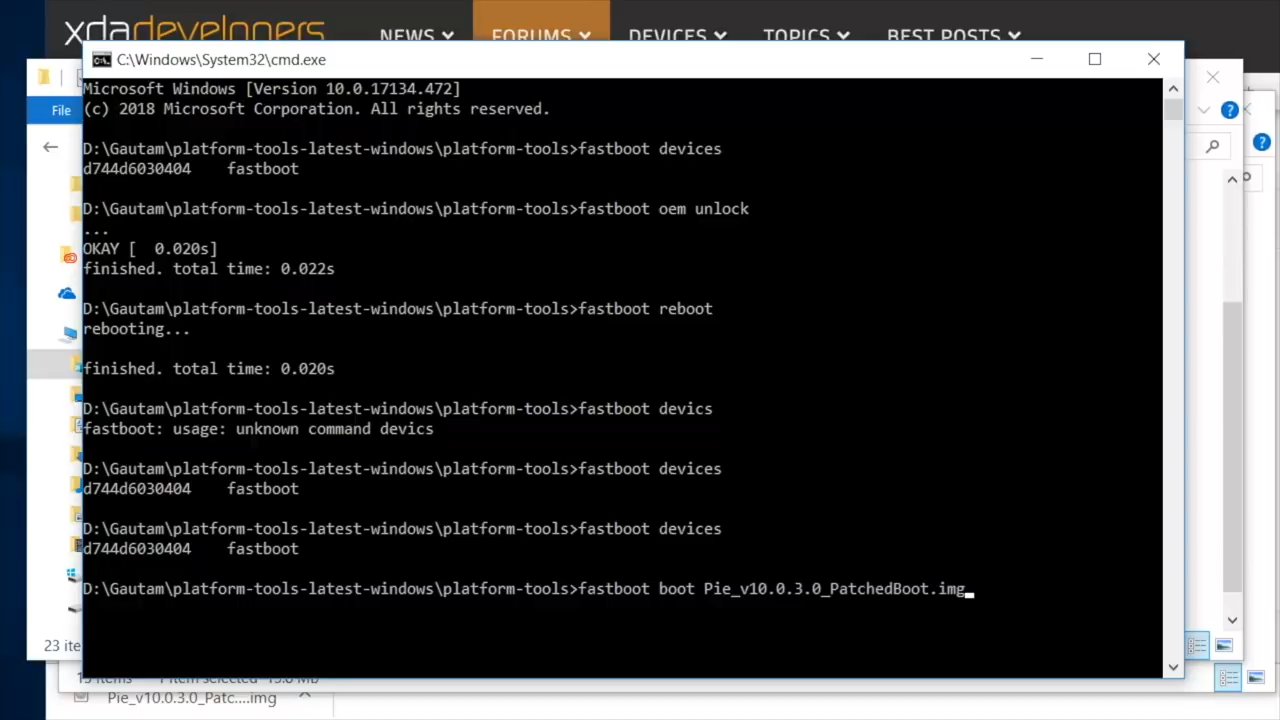 xdadevelopers
NEWS
FORUMS
DEVICES
TOPICS
BEST POSTS
C:\Windows\System32\cmd.exe
File
Microsoft Windows [Version 10.0.17134.472]
(c) 2018 Microsoft Corporation. All rights reserved.
D:\Gautam\platform-tools-latest-windows\platform-tools>fastboot devices
d744d6030404    fastboot
D:\Gautam\platform-tools-latest-windows\platform-tools>fastboot oem unlock
...
OKAY [  0.020s]
finished. total time: 0.022s
D:\Gautam\platform-tools-latest-windows\platform-tools>fastboot reboot
rebooting...
finished. total time: 0.020s
D:\Gautam\platform-tools-latest-windows\platform-tools>fastboot devics
fastboot: usage: unknown command devics
D:\Gautam\platform-tools-latest-windows\platform-tools>fastboot devices
d744d6030404    fastboot
D:\Gautam\platform-tools-latest-windows\platform-tools>fastboot devices
d744d6030404    fastboot
D:\Gautam\platform-tools-latest-windows\platform-tools>fastboot boot Pie_v10.0.3.0_PatchedBoot.img
23 ite
items
item selected
Pie_v10.0.3.0_Patc....img